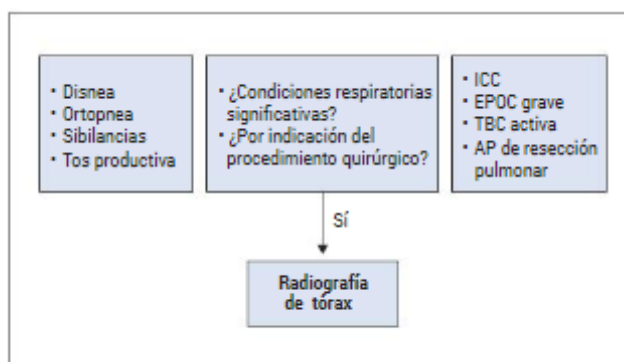 · Disnea
· Ortopnea
· Sibilancias
· Tos productiva
· ¿Condiciones respiratorias
significativas?
· ¿Por indicación del
procedimiento quirúrgico?
· ICC
· EPOC grave
· TBC activa
· AP de resección
pulmonar
Sí
Radiografía
de tórax